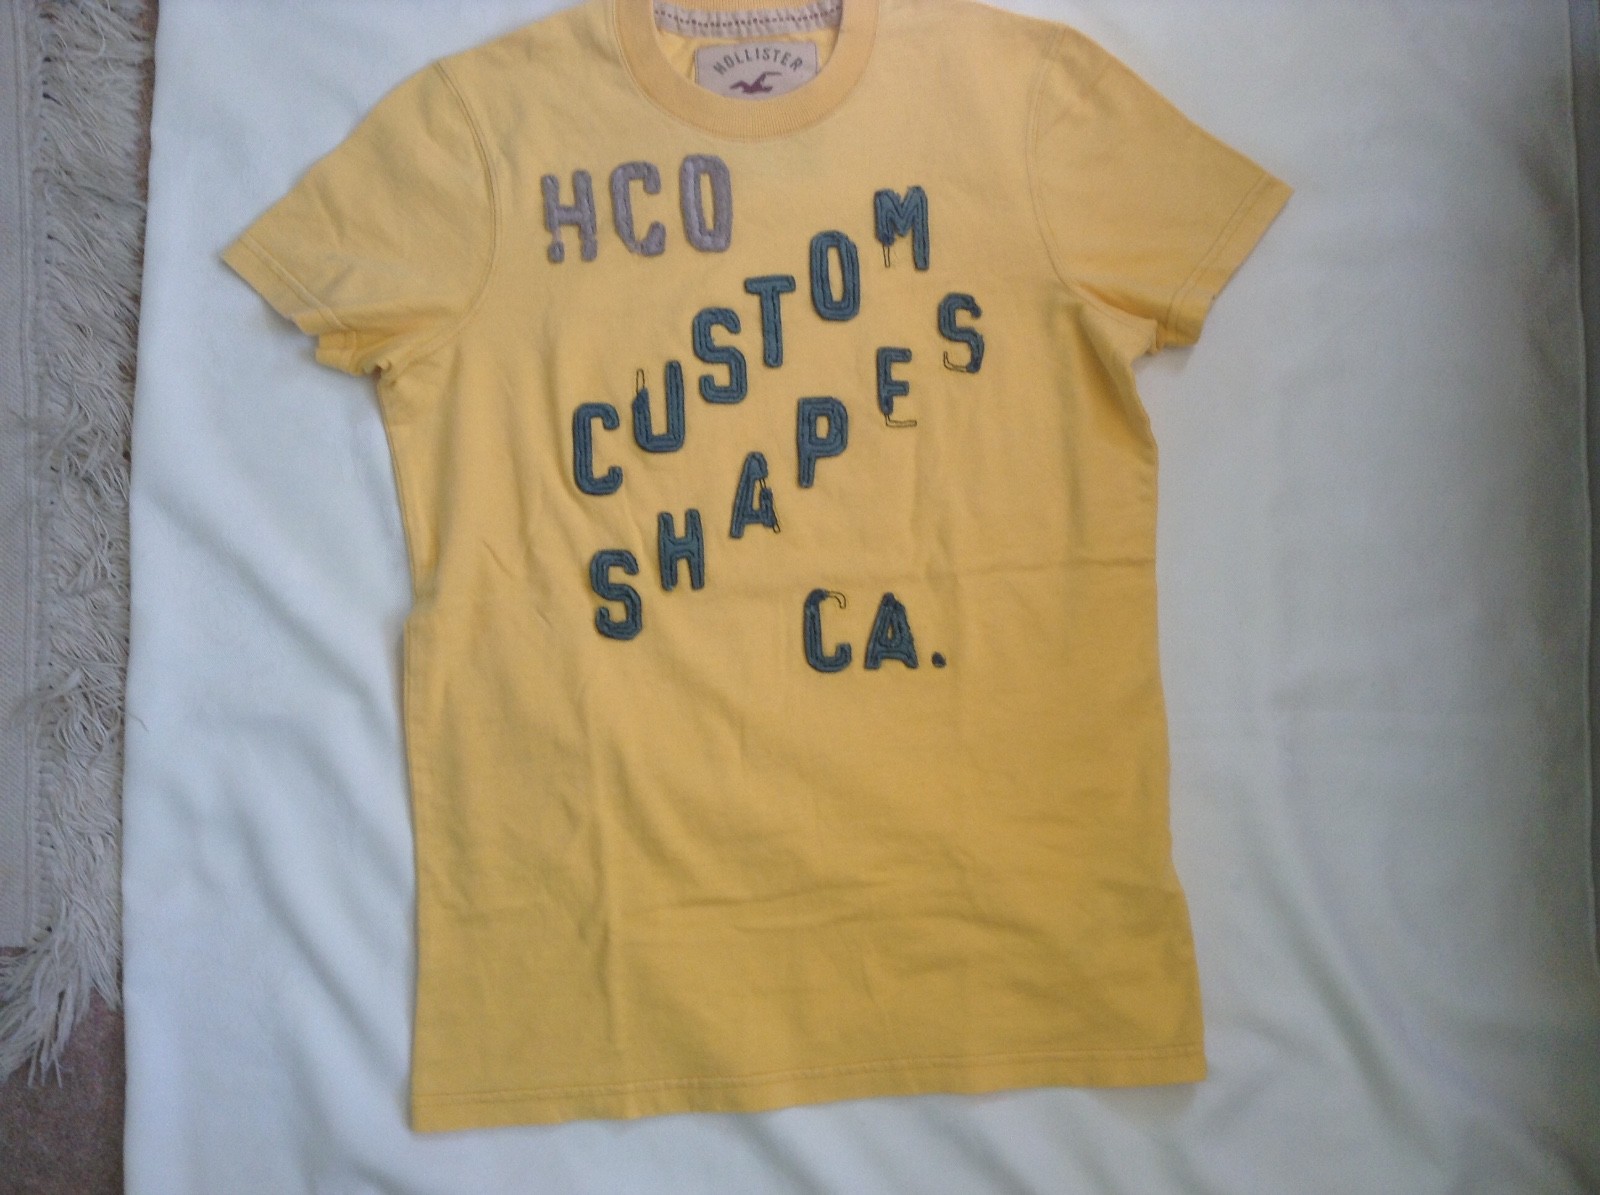 HOLLISTER
HCO
CUSTOM
SHAPES
CA.